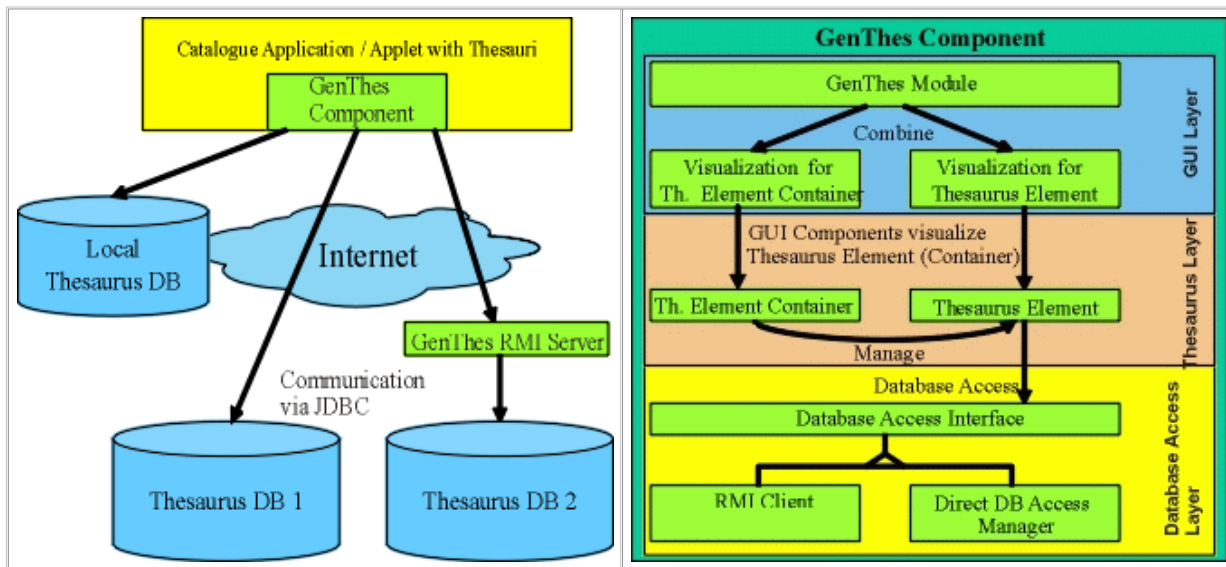 Catalogue Application / Applet with Thesauri
GenThes
Component
Local
Thesaurus DB
Internet
GenThes RMI Server
Communication
via JDBC
Thesaurus DB 1
Thesaurus DB 2
GenThes Component
GenThes Module
Combine
Visualization for
Th. Element Container
Visualization for
Thesaurus Element
GUI Layer
GUI Components visualize
Thesaurus Element (Container)
Th. Element Container
Thesaurus Element
Manage
Thesaurus Layer
Database Access
Database Access Interface
RMI Client
Direct DB Access
Manager
Database Access
Layer